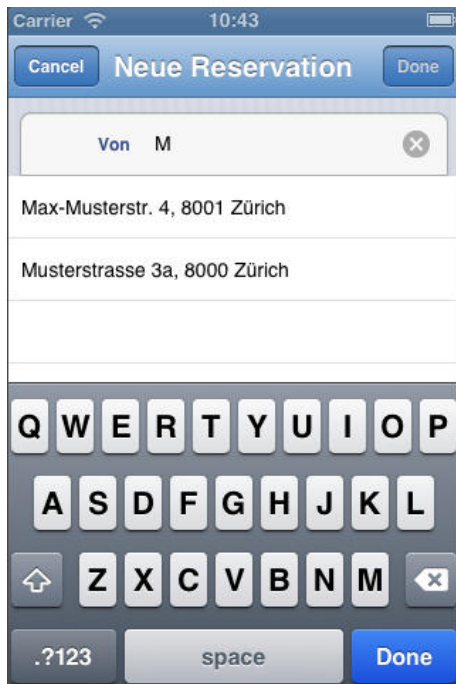 Carrier 10:43
Cancel Neue Reservation Done
Von M
Max-Musterstr. 4, 8001 Zürich
Musterstrasse 3a, 8000 Zürich
Q W E R T Y U I O P
A S D F G H J K L
Z X C V B N M
.?123 space Done